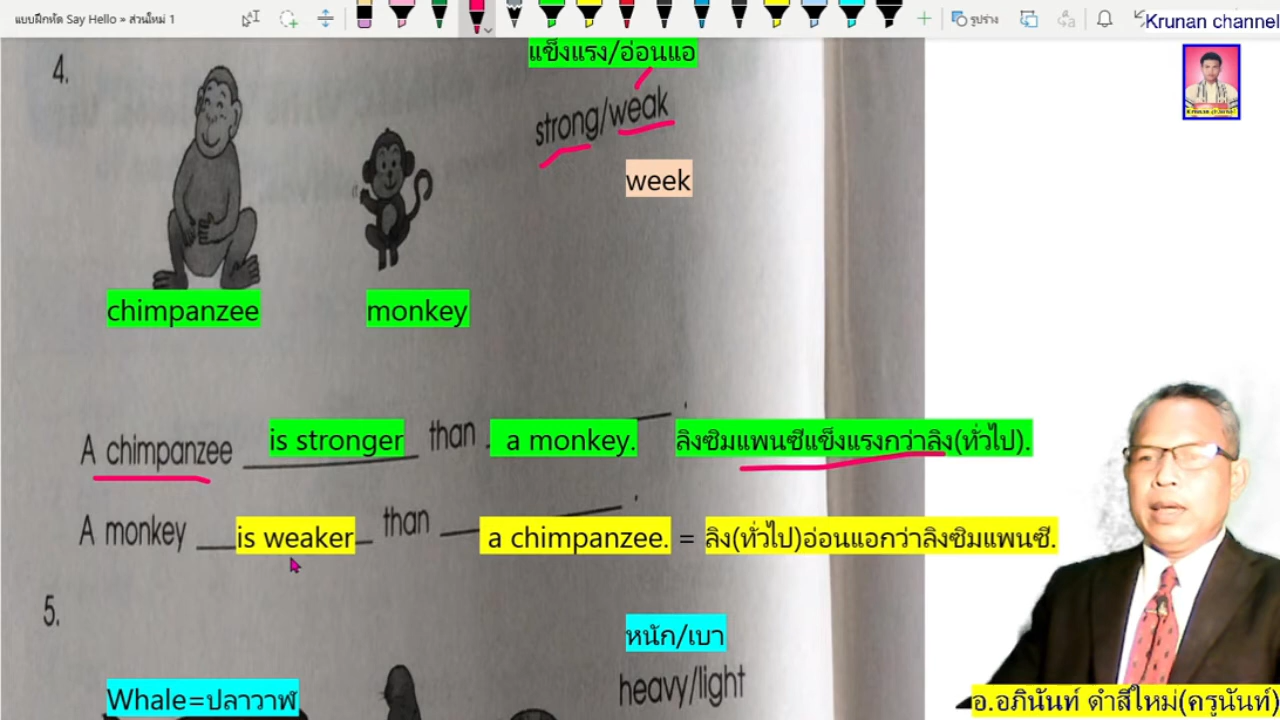 แบบฝึกหัด Say Hello » ส่วนใหม่ 1
รูปร่าง
Krunan channel
4.
แข็งแรง/อ่อนแอ
strong/weak
week
chimpanzee
monkey
A chimpanzee is stronger than a monkey. ลิงชิมแพนซีแข็งแรงกว่าลิง(ทั่วไป).
A monkey is weaker than a chimpanzee. = ลิง(ทั่วไป)อ่อนแอกว่าลิงซิมแพนซี.
5.
หนัก/เบา
heavy/light
Whale=ปลาวาฬ
อ.อภินันท์ ดำสีใหม่(ครูนันท์)